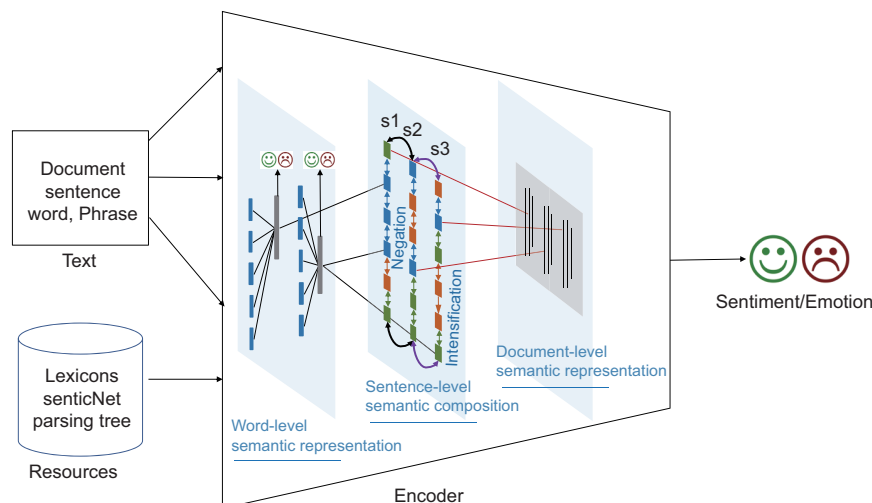 Document
sentence
word, Phrase
Text
Lexicons
senticNet
parsing tree
Resources
Word-level
semantic representation
s1
s2
s3
Negation
Intensification
Sentence-level
semantic composition
Document-level
semantic representation
Encoder
Sentiment/Emotion